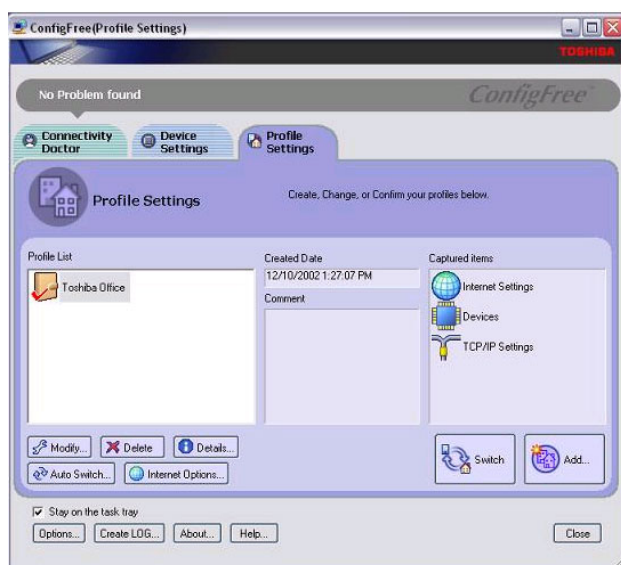 ConfigFree(Profile Settings)
TOSHIBA
No Problem found
ConfigFree™
Connectivity Doctor
Device Settings
Profile Settings
Profile Settings
Create, Change, or Confirm your profiles below.
Profile List
Toshiba Office
Created Date
12/10/2002 1:27:07 PM
Comment
Captured items
Internet Settings
Devices
TCP/IP Settings
Modify...
Delete
Details...
Auto Switch...
Internet Options...
Switch
Add...
Stay on the task tray
Options...
Create LOG...
About...
Help...
Close